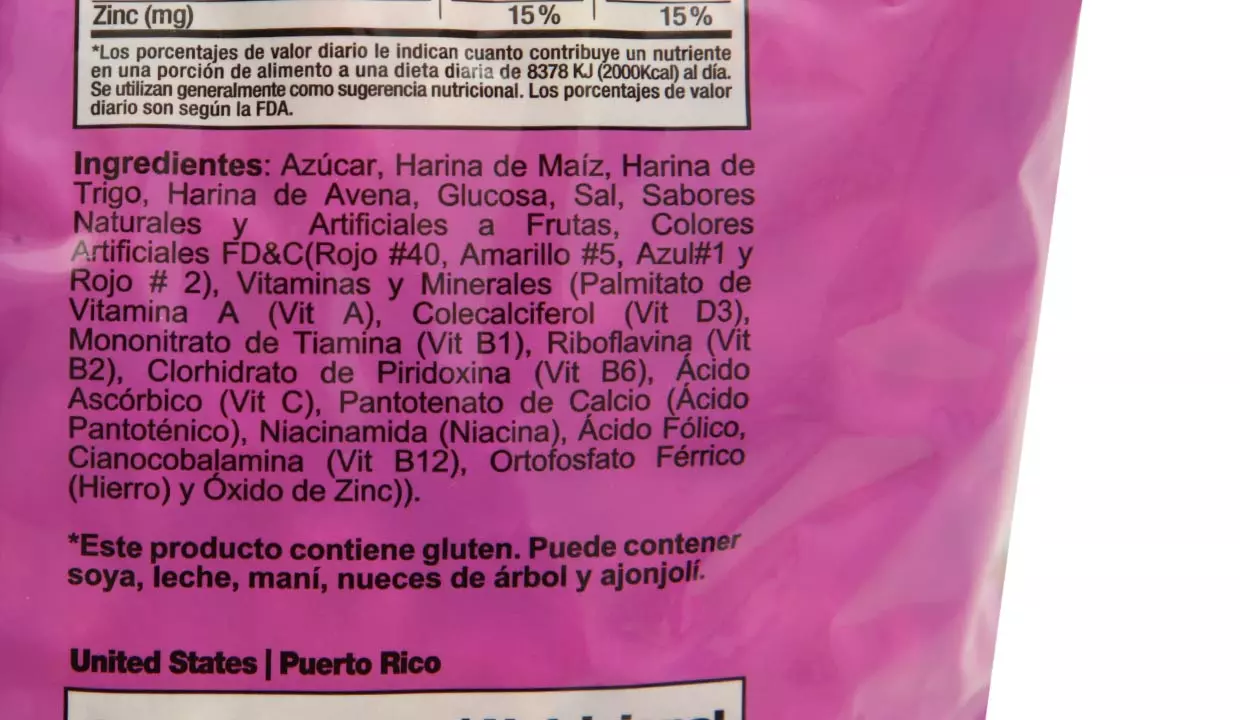 Zinc (mg) 15% 15%
*Los porcentajes de valor diario le indican cuanto contribuye un nutriente
en una porción de alimento a una dieta diaria de 8378 KJ (2000Kcal) al día.
Se utilizan generalmente como sugerencia nutricional. Los porcentajes de valor
diario son según la FDA.
Ingredientes: Azúcar, Harina de Maíz, Harina de
Trigo, Harina de Avena, Glucosa, Sal, Sabores
Naturales y Artificiales a Frutas, Colores
Artificiales FD&C(Rojo #40, Amarillo #5, Azul#1 y
Rojo # 2), Vitaminas y Minerales (Palmitato de
Vitamina A (Vit A), Colecalciferol (Vit D3),
Mononitrato de Tiamina (Vit B1), Riboflavina (Vit
B2), Clorhidrato de Piridoxina (Vit B6), Ácido
Ascórbico (Vit C), Pantotenato de Calcio (Ácido
Pantoténico), Niacinamida (Niacina), Ácido Fólico,
Cianocobalamina (Vit B12), Ortofosfato Férrico
(Hierro) y Óxido de Zinc)).
*Este producto contiene gluten. Puede contener
soya, leche, maní, nueces de árbol y ajonjolí.
United States | Puerto Rico